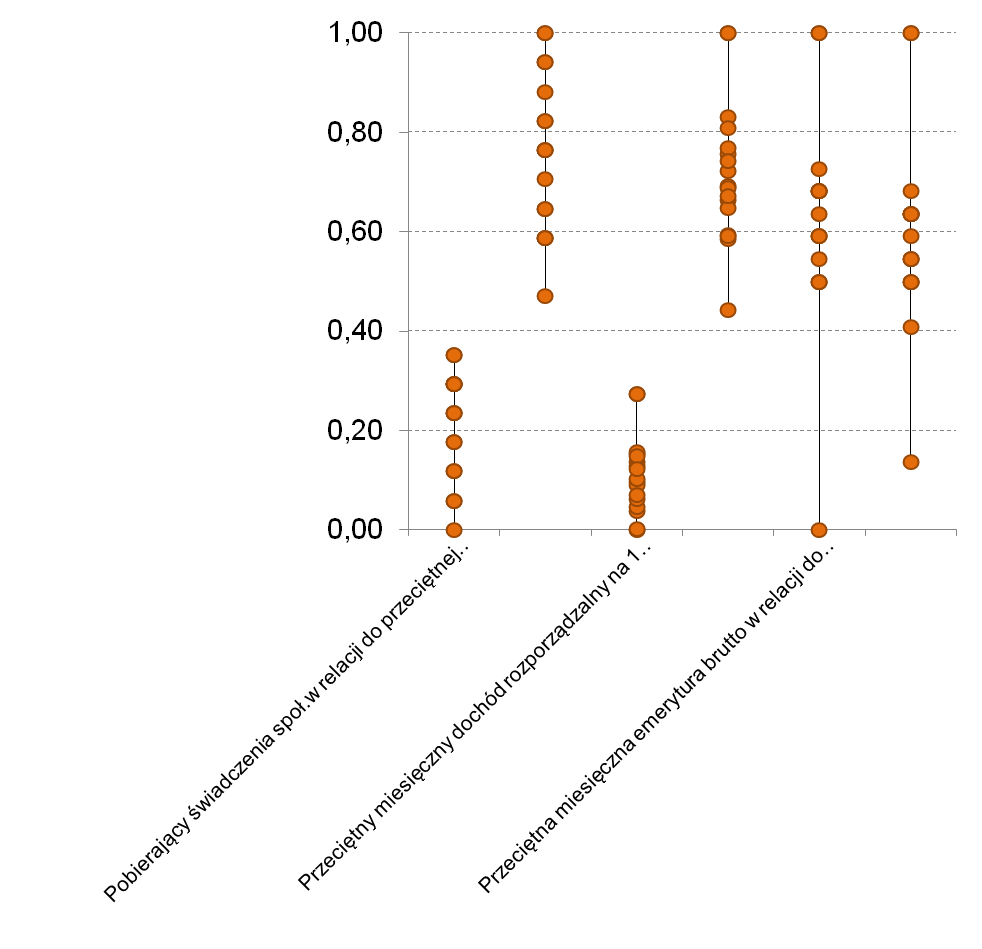 1,00
0,80
0,60
0,40
0,20
0,00
Pobierający świadczenia społ.w relacji do przeciętnej..
Przeciętny miesięczny dochód rozporządzalny na 1..
Przeciętna miesięczna emerytura brutto w relacji do..